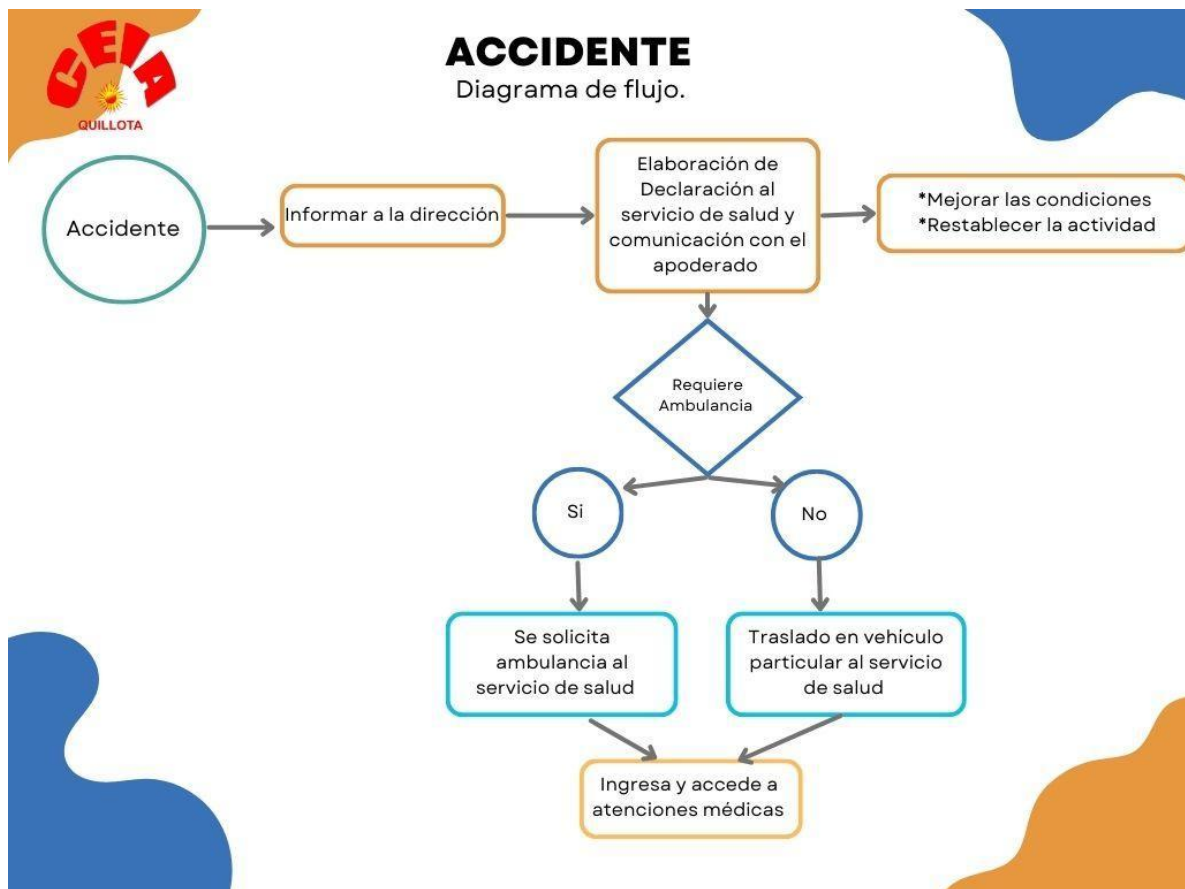 CEIA
QUILLOTA
ACCIDENTE
Diagrama de flujo.
Accidente
Informar a la dirección
Elaboración de
Declaración al
servicio de salud y
comunicación con el
apoderado
*Mejorar las condiciones
*Restablecer la actividad
Requiere
Ambulancia
Si
No
Se solicita
ambulancia al
servicio de salud
Traslado en vehículo
particular al servicio
de salud
Ingresa y accede a
atenciones médicas